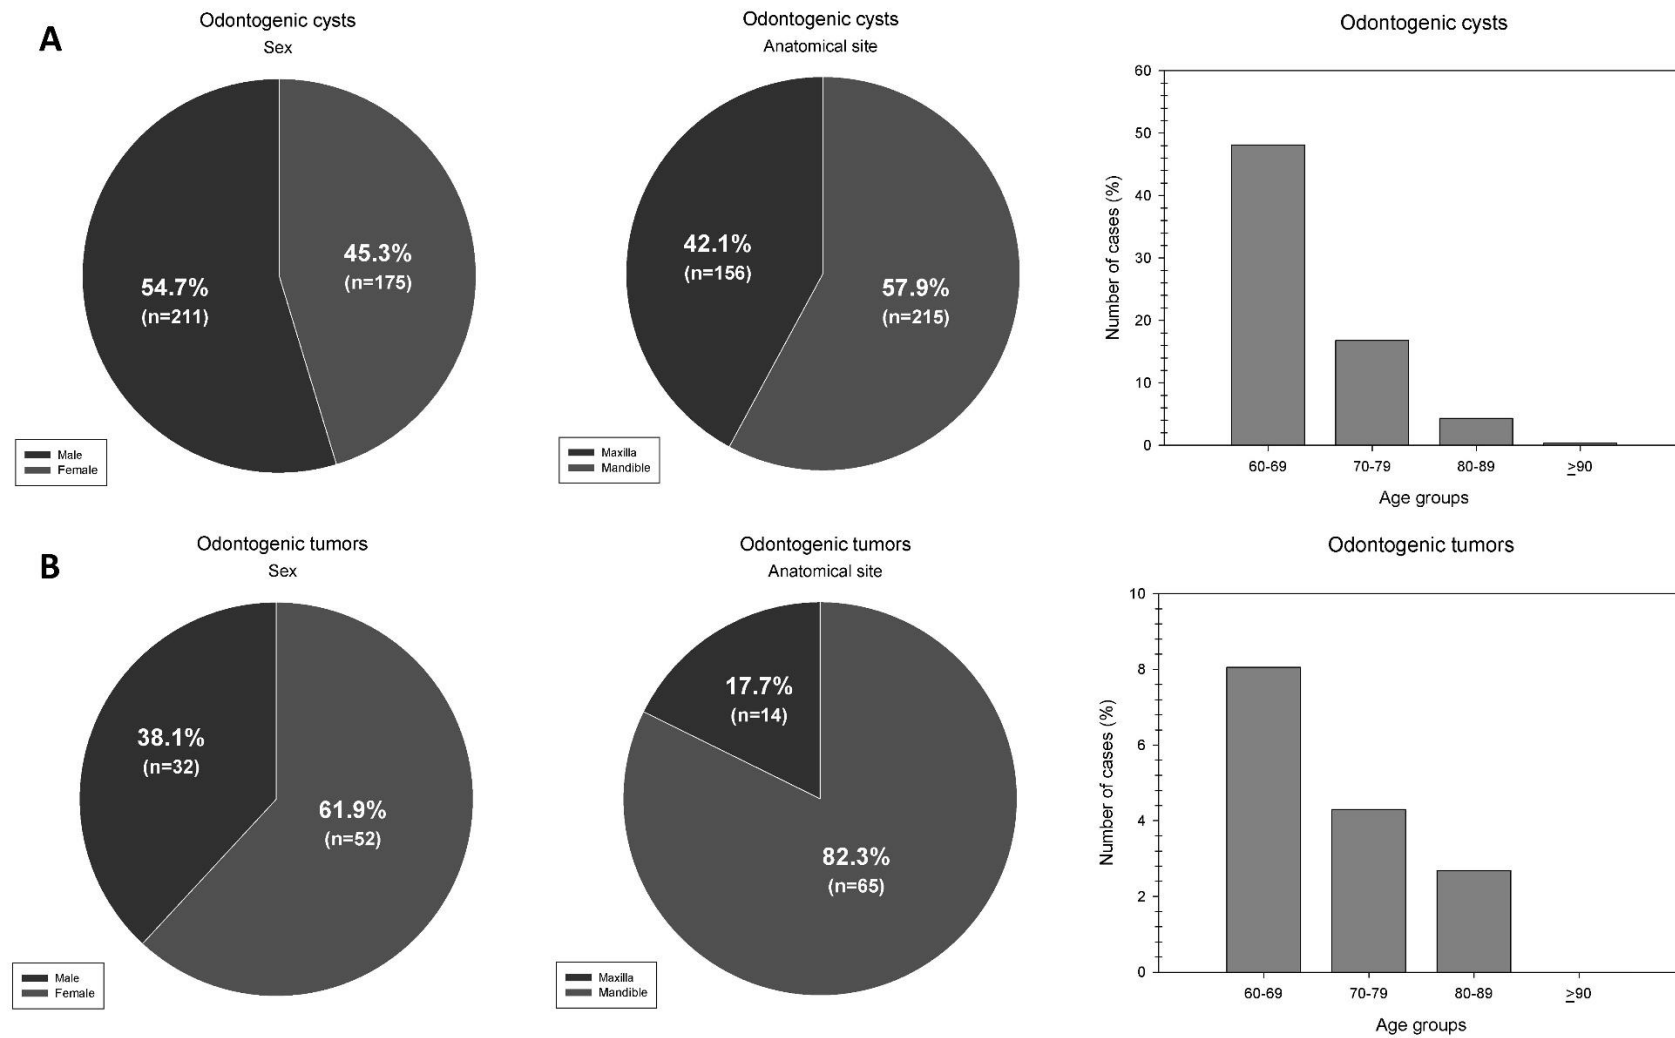 A
Odontogenic cysts
Sex
54.7%
(n=211)
45.3%
(n=175)
Male
Female
Odontogenic cysts
Anatomical site
42.1%
(n=156)
57.9%
(n=215)
Maxilla
Mandible
Odontogenic cysts
Number of cases (%)
60
50
40
30
20
10
0
60-69
70-79
80-89
≥90
Age groups
B
Odontogenic tumors
Sex
38.1%
(n=32)
61.9%
(n=52)
Male
Female
Odontogenic tumors
Anatomical site
17.7%
(n=14)
82.3%
(n=65)
Maxilla
Mandible
Odontogenic tumors
Number of cases (%)
10
8
6
4
2
0
60-69
70-79
80-89
≥90
Age groups